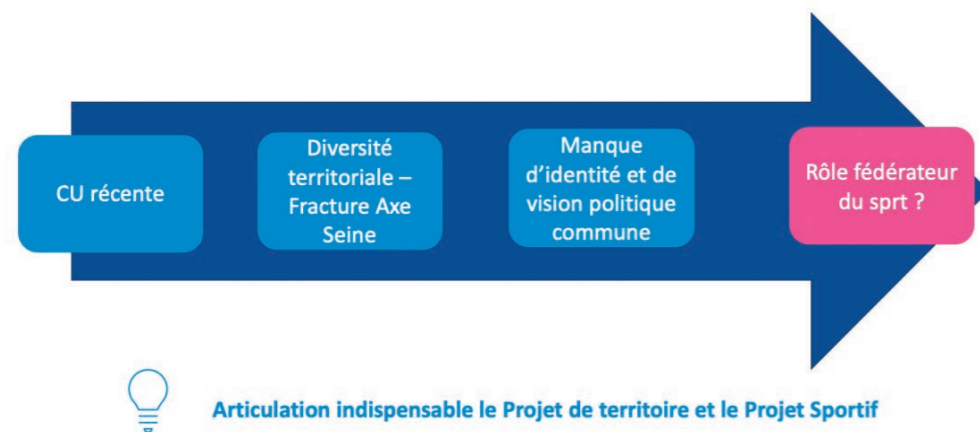 CU récente
Diversité
territoriale –
Fracture Axe
Seine
Manque
d'identité et de
vision politique
commune
Rôle fédérateur
du sprt ?
Articulation indispensable le Projet de territoire et le Projet Sportif